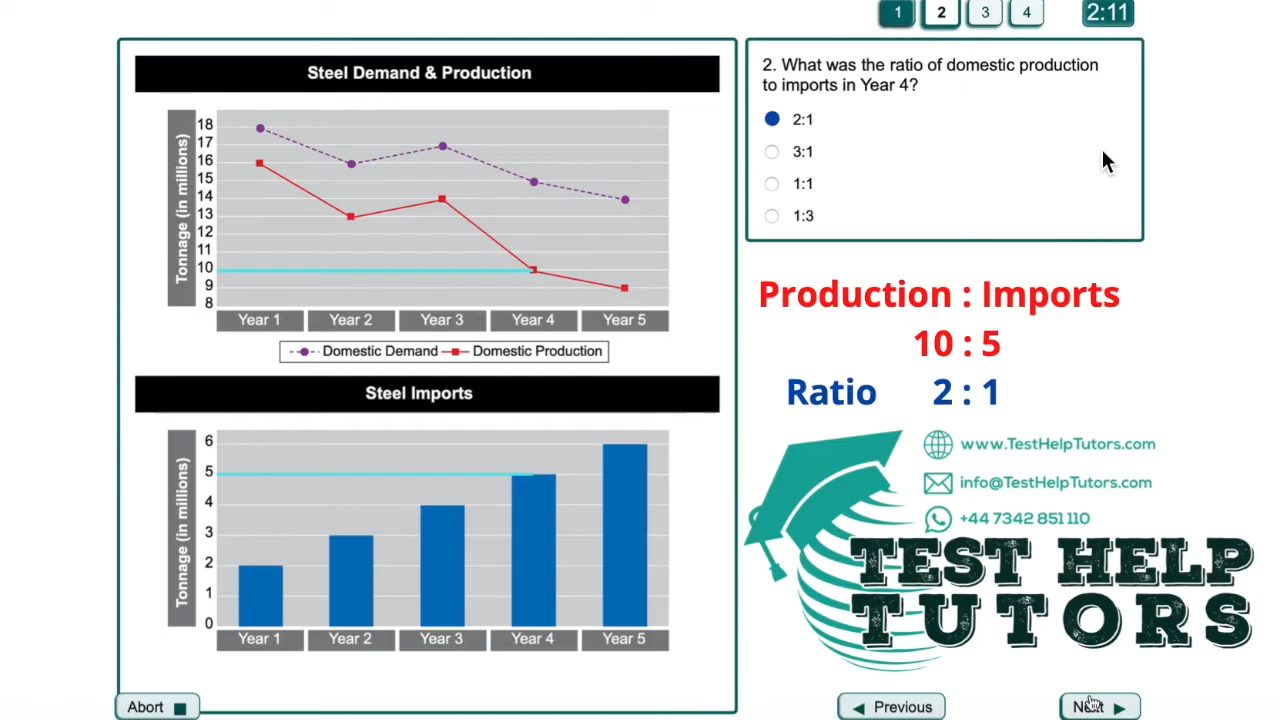 1 2 3 4 2:11
Steel Demand & Production
Tonnage (in millions)
18
17
16
15
14
13
12
11
10
9
8
Year 1 Year 2 Year 3 Year 4 Year 5
Domestic Demand Domestic Production
Steel Imports
Tonnage (in millions)
6
5
4
3
2
1
0
Year 1 Year 2 Year 3 Year 4 Year 5
2. What was the ratio of domestic production
to imports in Year 4?
2:1
3:1
1:1
1:3
Production : Imports
10 : 5
Ratio 2 : 1
www.TestHelpTutors.com
info@TestHelpTutors.com
+44 7342 851 110
TEST HELP
TUTORS
Abort
Previous
Next